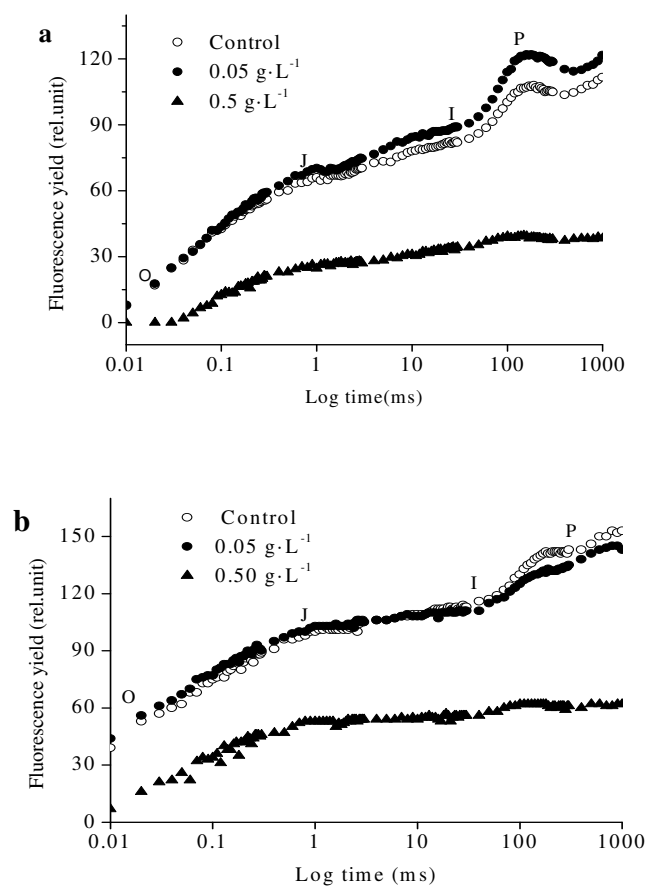 a
Control
0.05 g·L-1
0.5 g·L-1
P
I
J
O
120
90
60
30
0
0.01 0.1 1 10 100 1000
Fluorescence yield (rel.unit)
Log time(ms)
b
Control
0.05 g·L-1
0.50 g·L-1
P
I
J
O
150
120
90
60
30
0
0.01 0.1 1 10 100 1000
Fluorescence yield (rel.unit)
Log time (ms)